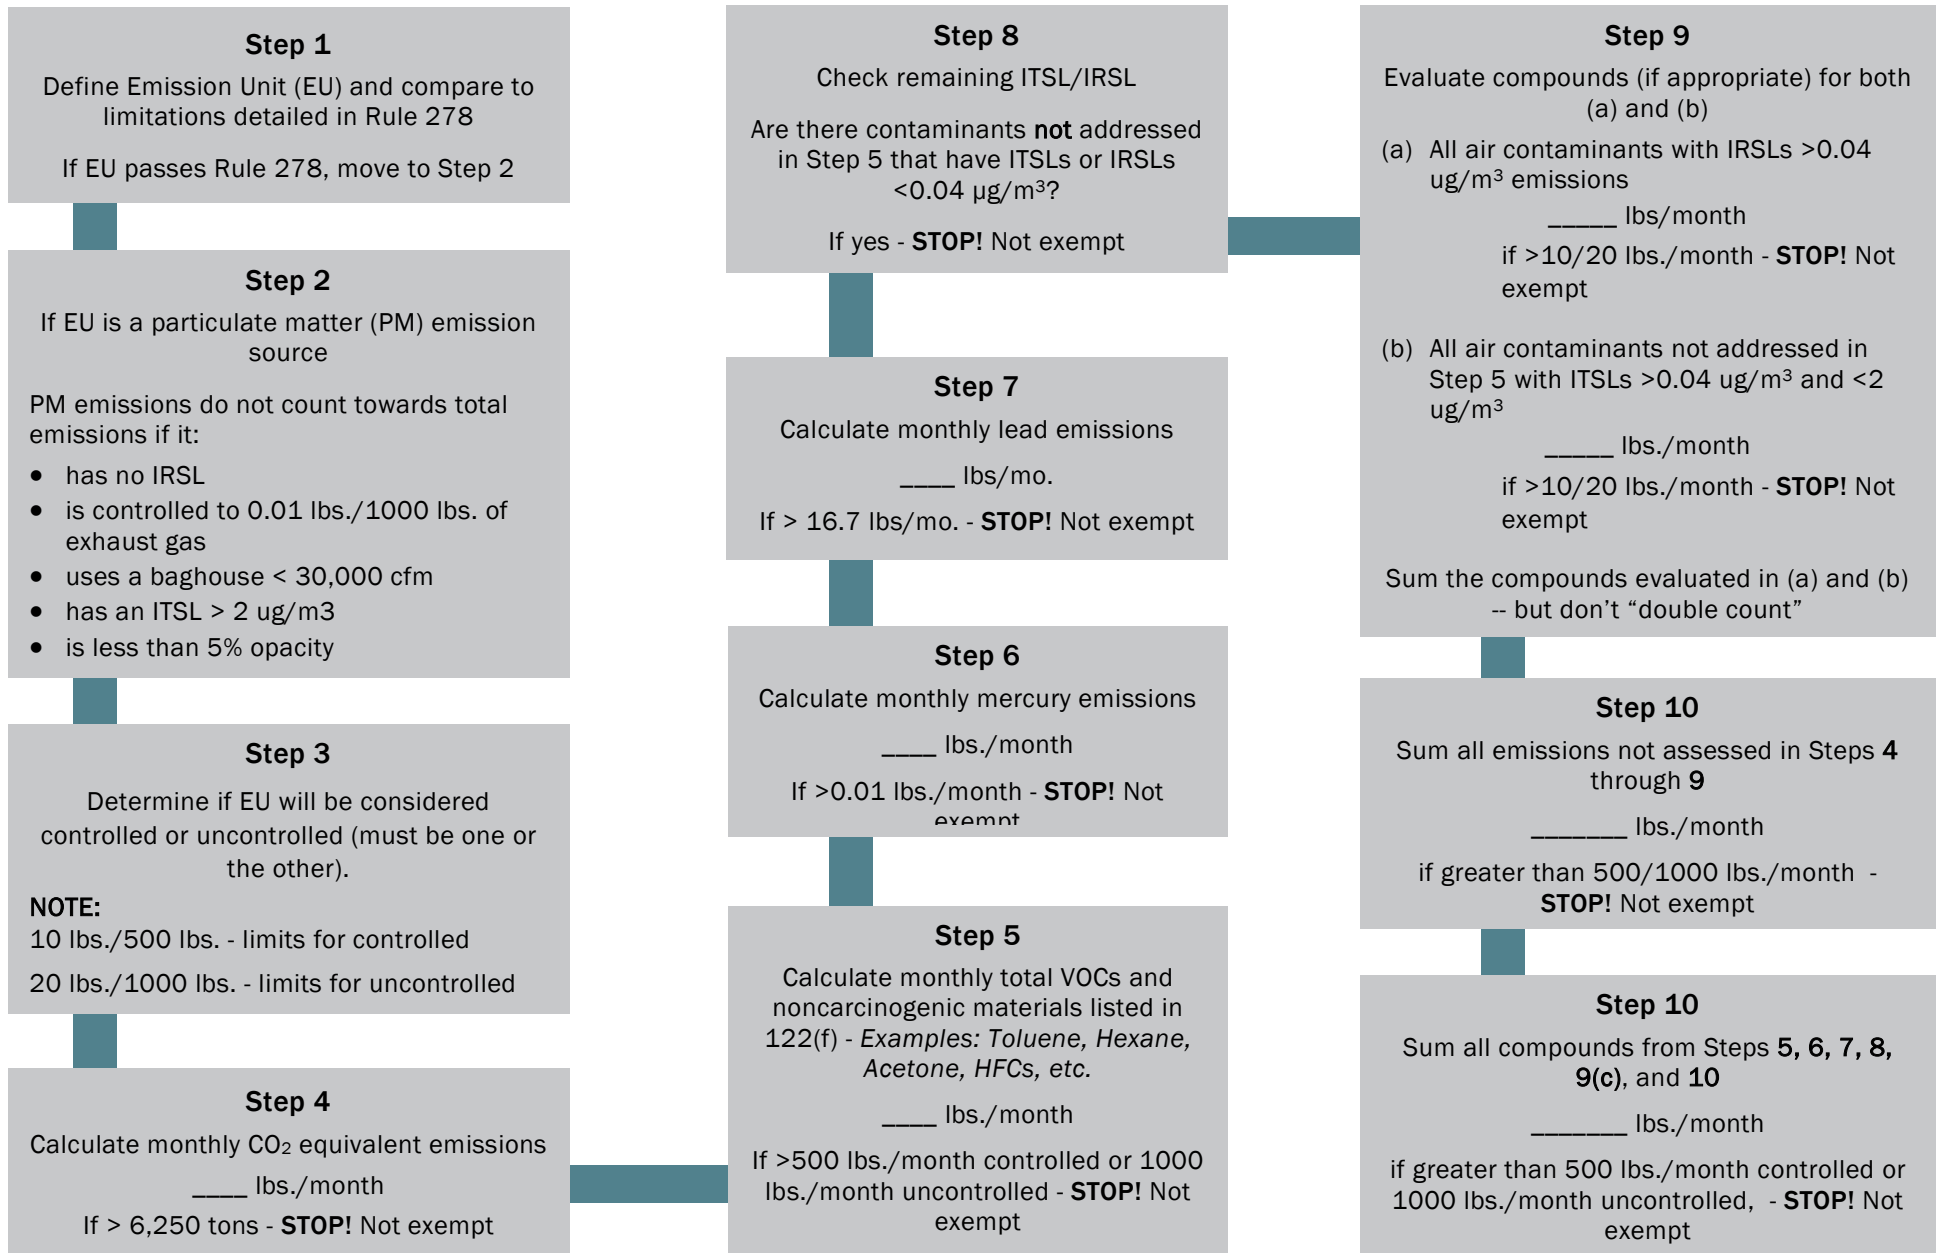 Step 1
Define Emission Unit (EU) and compare to
limitations detailed in Rule 278
If EU passes Rule 278, move to Step 2
Step 2
If EU is a particulate matter (PM) emission
source
PM emissions do not count towards total
emissions if it:
• has no IRSL
• is controlled to 0.01 lbs./1000 lbs. of
exhaust gas
• uses a baghouse < 30,000 cfm
• has an ITSL > 2 ug/m3
• is less than 5% opacity
Step 3
Determine if EU will be considered
controlled or uncontrolled (must be one or
the other).
NOTE:
10 lbs./500 lbs. - limits for controlled
20 lbs./1000 lbs. - limits for uncontrolled
Step 4
Calculate monthly CO₂ equivalent emissions
____ lbs./month
If > 6,250 tons - STOP! Not exempt
Step 5
Calculate monthly total VOCs and
noncarcinogenic materials listed in
122(f) - Examples: Toluene, Hexane,
Acetone, HFCs, etc.
____ lbs./month
If >500 lbs./month controlled or 1000
lbs./month uncontrolled - STOP! Not
exempt
Step 6
Calculate monthly mercury emissions
____ lbs./month
If >0.01 lbs./month - STOP! Not
exempt
Step 7
Calculate monthly lead emissions
____ lbs/mo.
If > 16.7 lbs/mo. - STOP! Not exempt
Step 8
Check remaining ITSL/IRSL
Are there contaminants not addressed
in Step 5 that have ITSLs or IRSLs
<0.04 µg/m³?
If yes - STOP! Not exempt
Step 9
Evaluate compounds (if appropriate) for both
(a) and (b)
(a) All air contaminants with IRSLs >0.04
ug/m³ emissions
_____ lbs/month
if >10/20 lbs./month - STOP! Not
exempt
(b) All air contaminants not addressed in
Step 5 with ITSLs >0.04 ug/m³ and <2
ug/m³
_____ lbs./month
if >10/20 lbs./month - STOP! Not
exempt
Sum the compounds evaluated in (a) and (b)
-- but don’t “double count”
Step 10
Sum all emissions not assessed in Steps 4
through 9
_______ lbs./month
if greater than 500/1000 lbs./month -
STOP! Not exempt
Step 10
Sum all compounds from Steps 5, 6, 7, 8,
9(c), and 10
_______ lbs./month
if greater than 500 lbs./month controlled or
1000 lbs./month uncontrolled, - STOP! Not
exempt